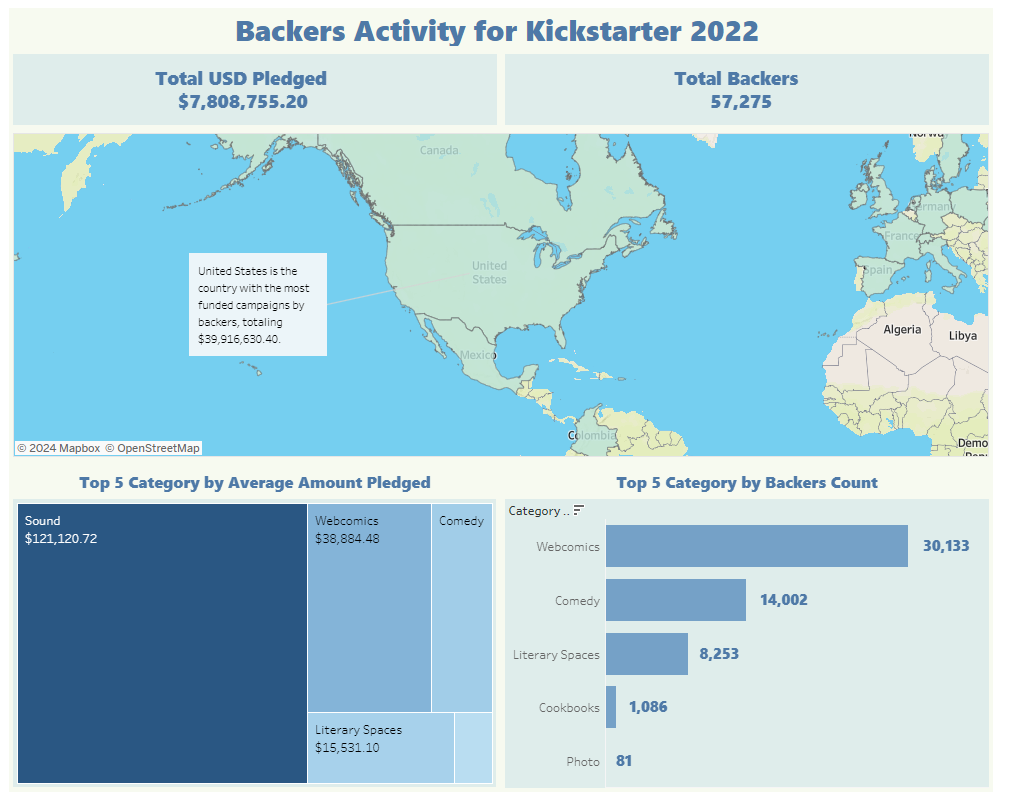 Backers Activity for Kickstarter 2022
Total USD Pledged
$7,808,755.20
Total Backers
57,275
Norwa
Canada
Germany
France
Spain
United
States
Mexico
Algeria
Libya
Colombia
Demo
Rep
United States is the
country with the most
funded campaigns by
backers, totaling
$39,916,630.40.
© 2024 Mapbox © OpenStreetMap
Top 5 Category by Average Amount Pledged
Sound
$121,120.72
Webcomics
$38,884.48
Comedy
Literary Spaces
$15,531.10
Top 5 Category by Backers Count
Category ..
Webcomics 30,133
Comedy 14,002
Literary Spaces 8,253
Cookbooks 1,086
Photo 81